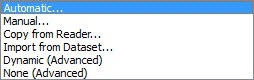 Automatic...
Manual...
Copy from Reader...
Import from Dataset...
Dynamic (Advanced)
None (Advanced)